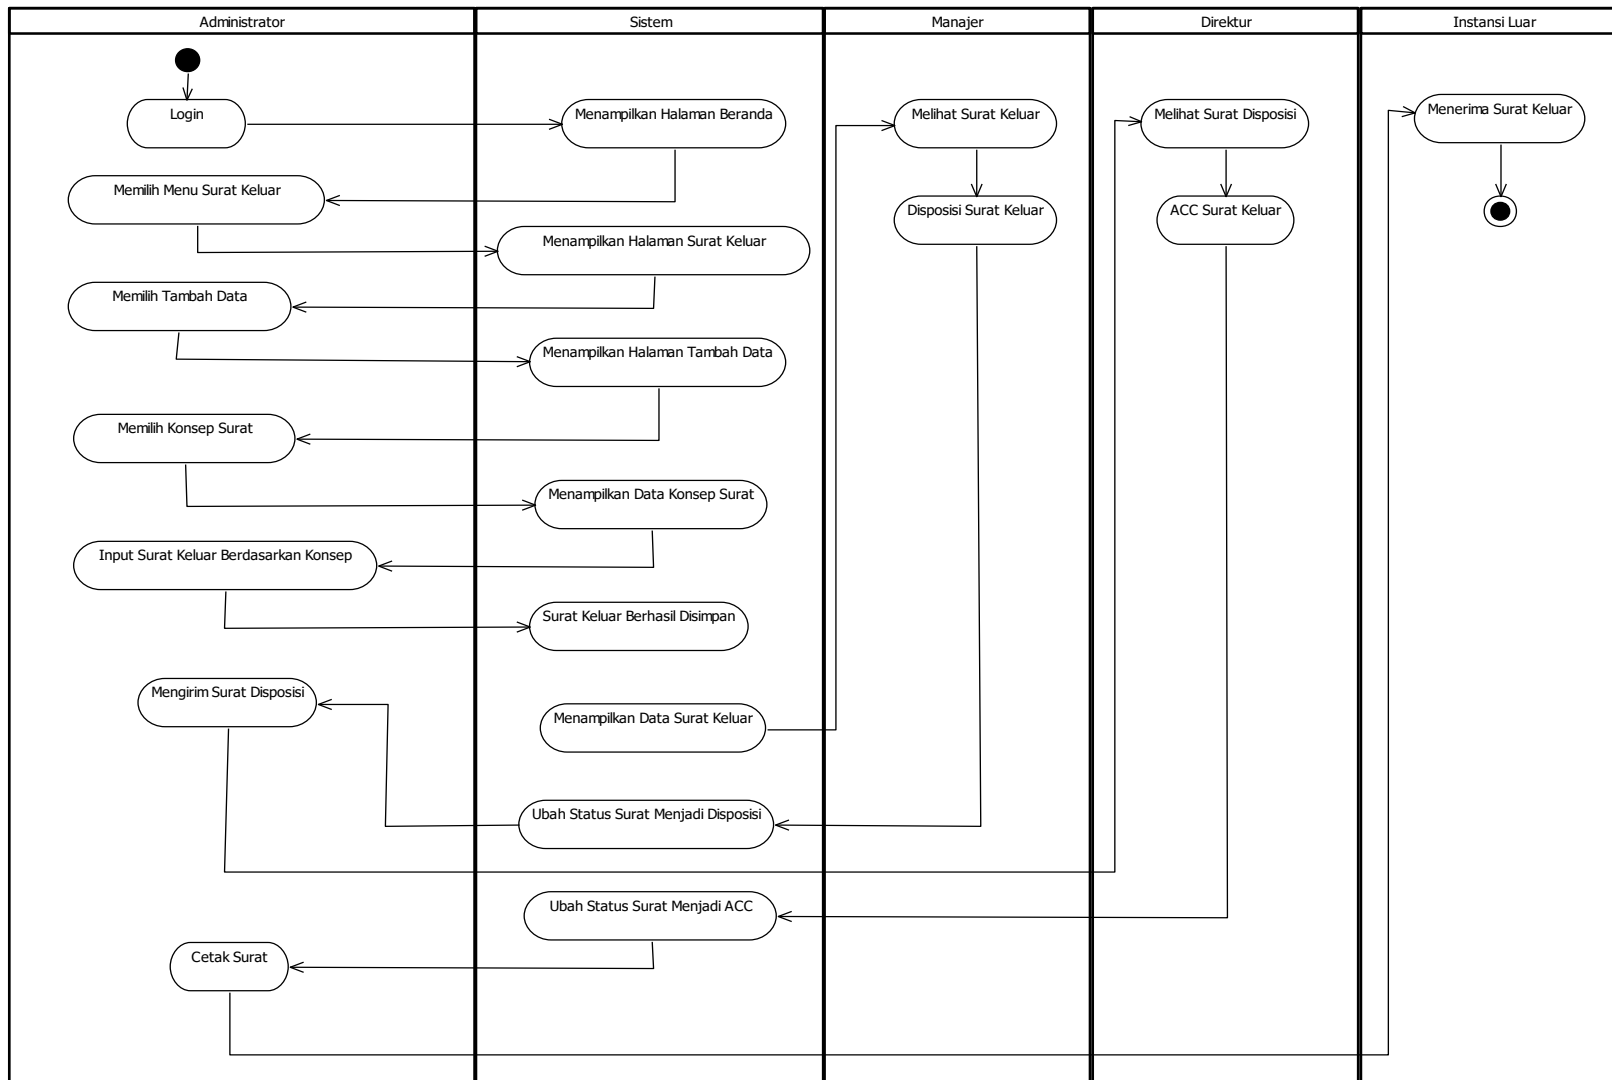 Administrator
Sistem
Manajer
Direktur
Instansi Luar
Login
Menampilkan Halaman Beranda
Melihat Surat Keluar
Melihat Surat Disposisi
Menerima Surat Keluar
Memilih Menu Surat Keluar
Disposisi Surat Keluar
ACC Surat Keluar
Menampilkan Halaman Surat Keluar
Memilih Tambah Data
Menampilkan Halaman Tambah Data
Memilih Konsep Surat
Menampilkan Data Konsep Surat
Input Surat Keluar Berdasarkan Konsep
Surat Keluar Berhasil Disimpan
Mengirim Surat Disposisi
Menampilkan Data Surat Keluar
Ubah Status Surat Menjadi Disposisi
Ubah Status Surat Menjadi ACC
Cetak Surat